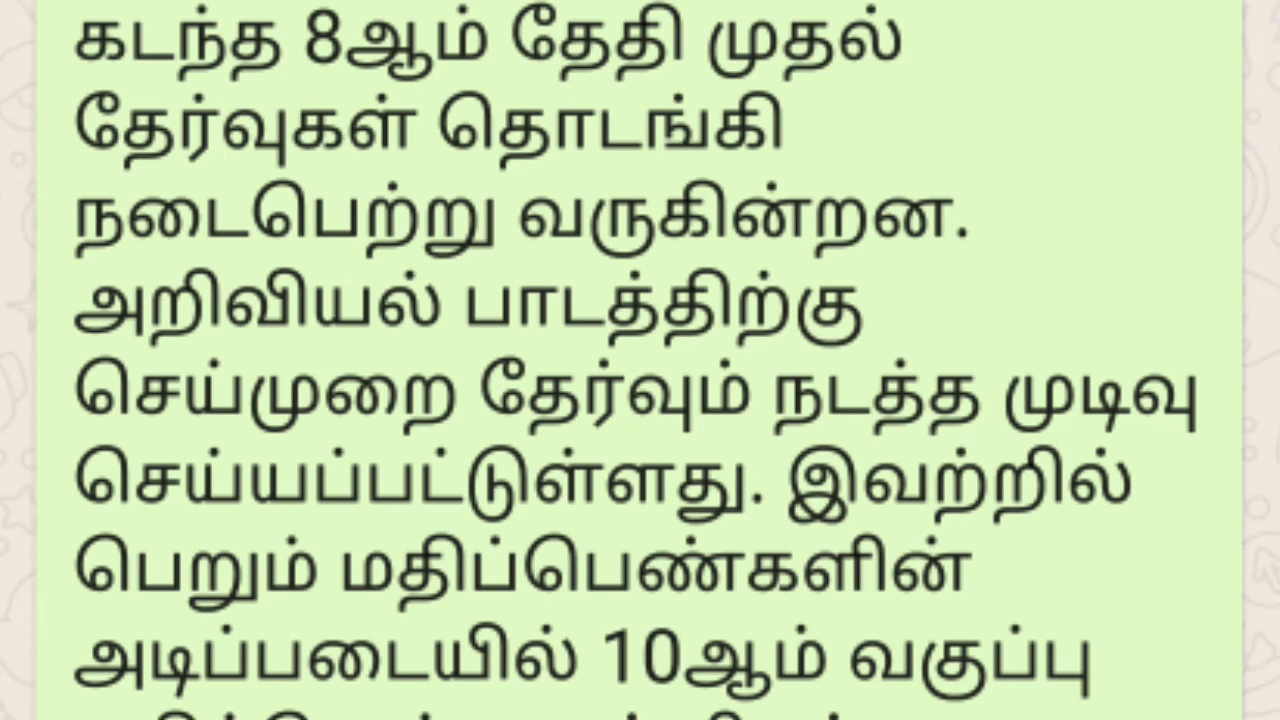 கடந்த 8ஆம் தேதி முதல்
தேர்வுகள் தொடங்கி
நடைபெற்று வருகின்றன.
அறிவியல் பாடத்திற்கு
செய்முறை தேர்வும் நடத்த முடிவு
செய்யப்பட்டுள்ளது. இவற்றில்
பெறும் மதிப்பெண்களின்
அடிப்படையில் 10ஆம் வகுப்பு